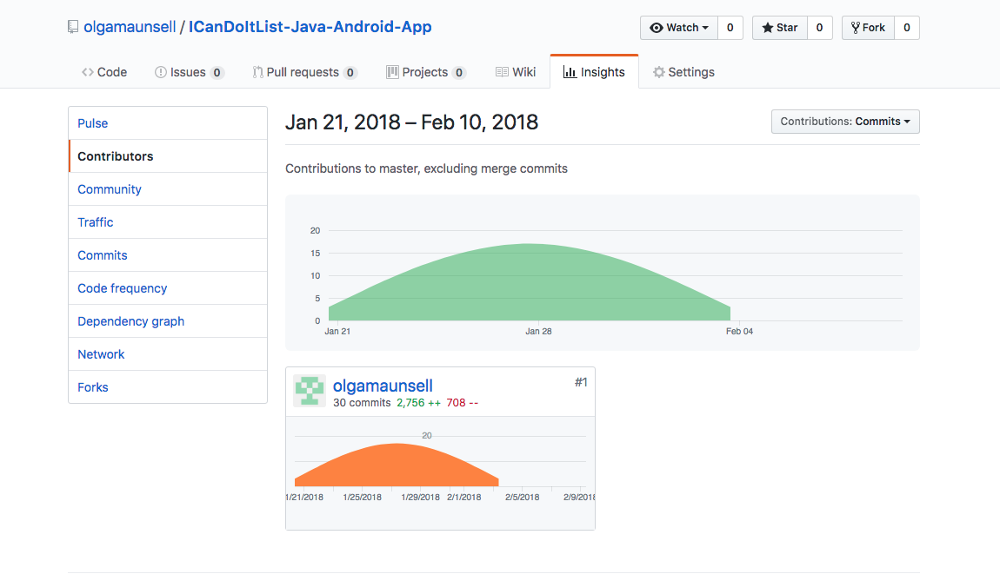 olgamaunsell / ICanDoItList-Java-Android-App
Watch 0 Star 0 Fork 0
Code Issues 0 Pull requests 0 Projects 0 Wiki Insights Settings
Pulse
Contributors
Community
Traffic
Commits
Code frequency
Dependency graph
Network
Forks
Jan 21, 2018 – Feb 10, 2018
Contributions: Commits
Contributions to master, excluding merge commits
20
15
10
5
0
Jan 21 Jan 28 Feb 04
olgamaunsell #1
30 commits 2,756 ++ 708 --
20
1/21/2018 1/25/2018 1/29/2018 2/1/2018 2/5/2018 2/9/2018